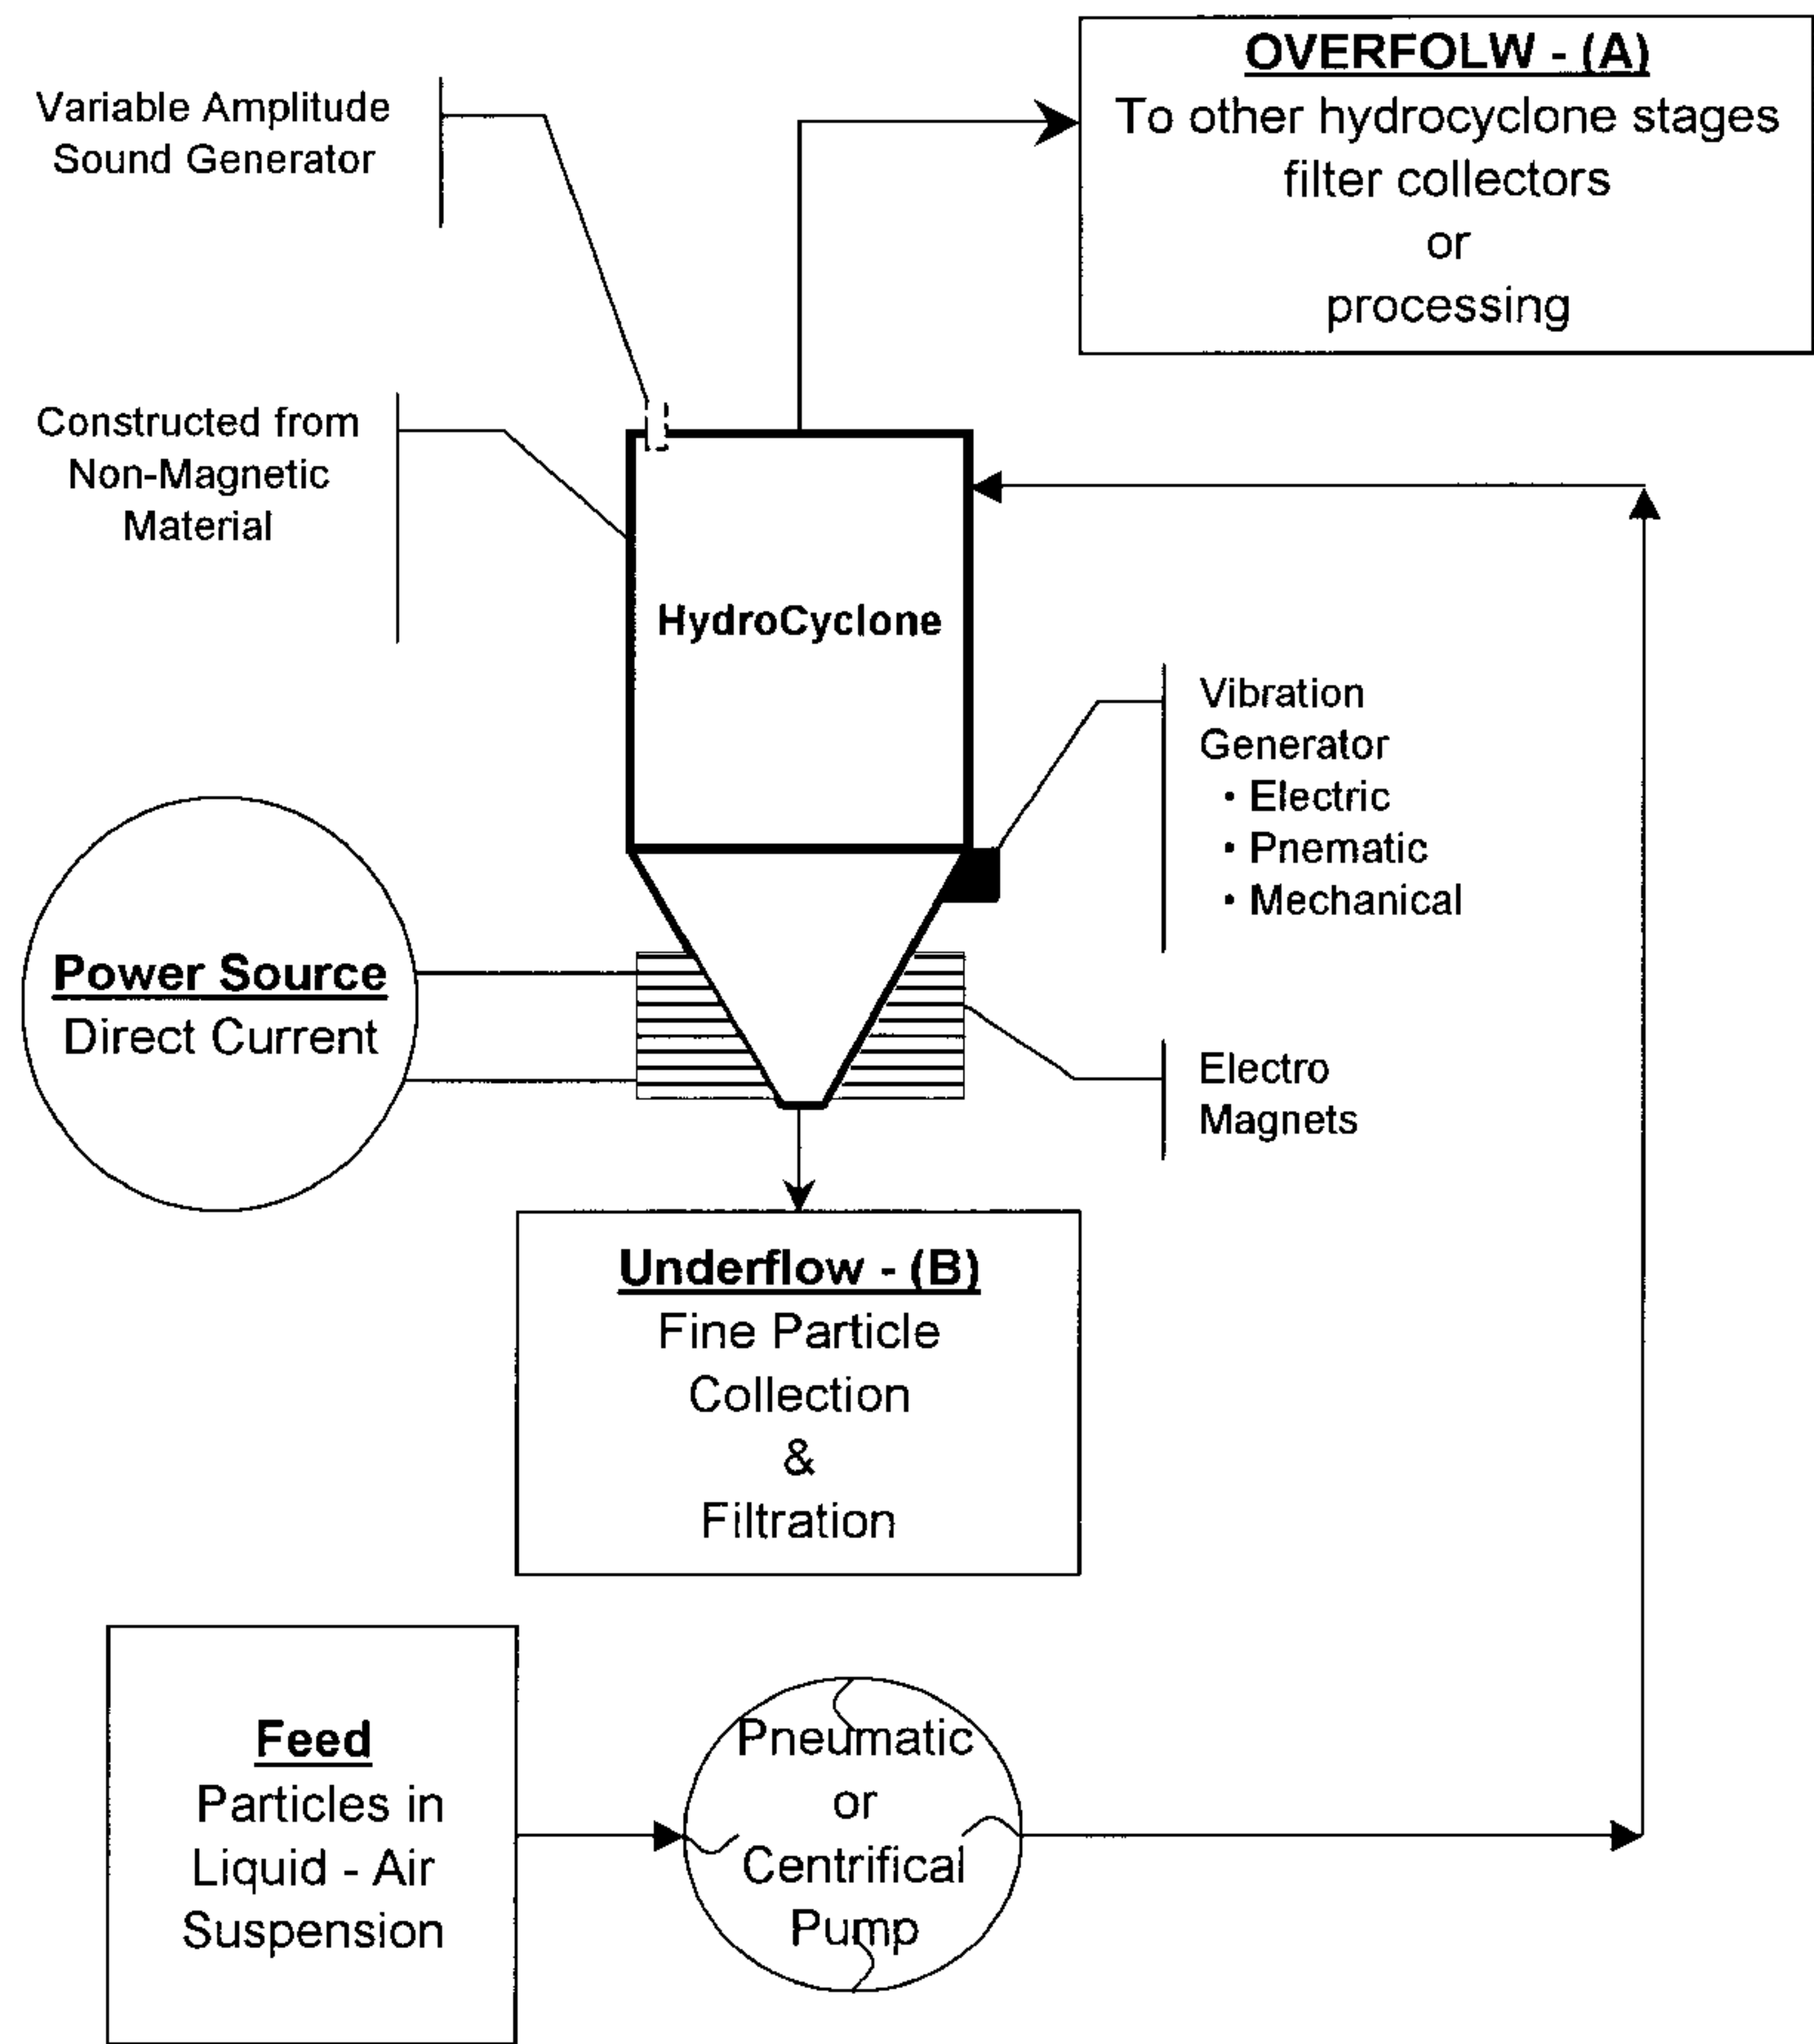 OVERFOLW - (A)
To other hydrocyclone stages
filter collectors
or
processing
Variable Amplitude
Sound Generator
Constructed from
Non-Magnetic
Material
HydroCyclone
Vibration
Generator
• Electric
• Pnematic
• Mechanical
Power Source
Direct Current
Electro
Magnets
Underflow - (B)
Fine Particle
Collection
&
Filtration
Feed
Particles in
Liquid - Air
Suspension
Pneumatic
or
Centrifical
Pump